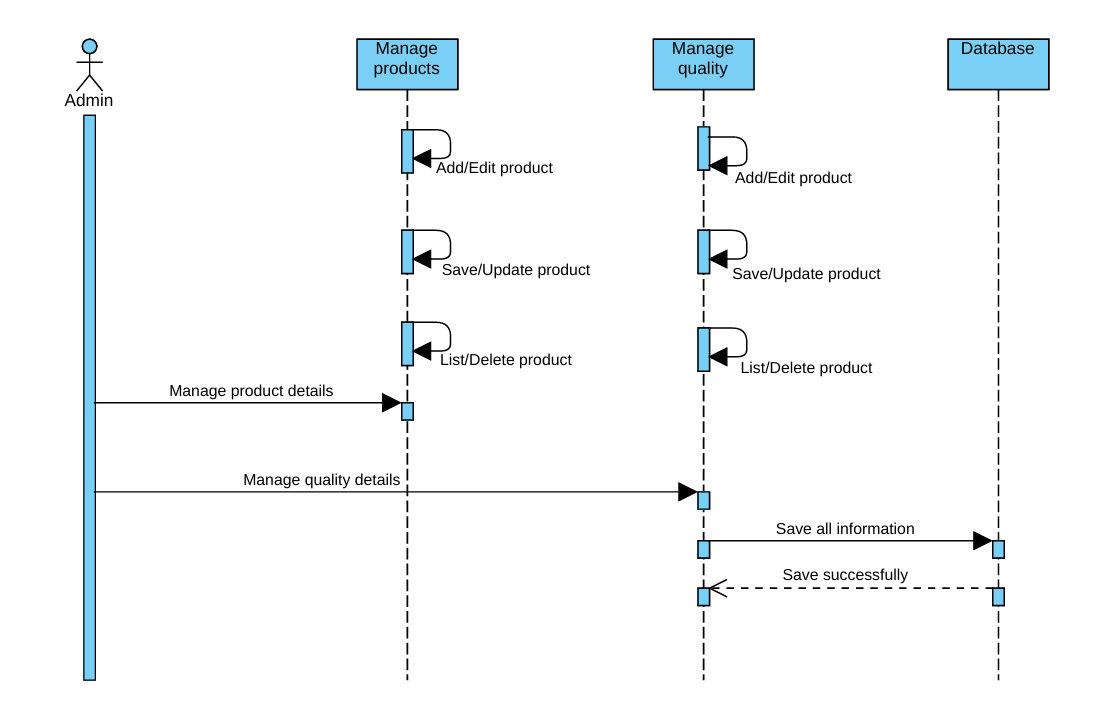 Admin
Manage
products
Manage
quality
Database
Add/Edit product
Add/Edit product
Save/Update product
Save/Update product
List/Delete product
List/Delete product
Manage product details
Manage quality details
Save all information
Save successfully